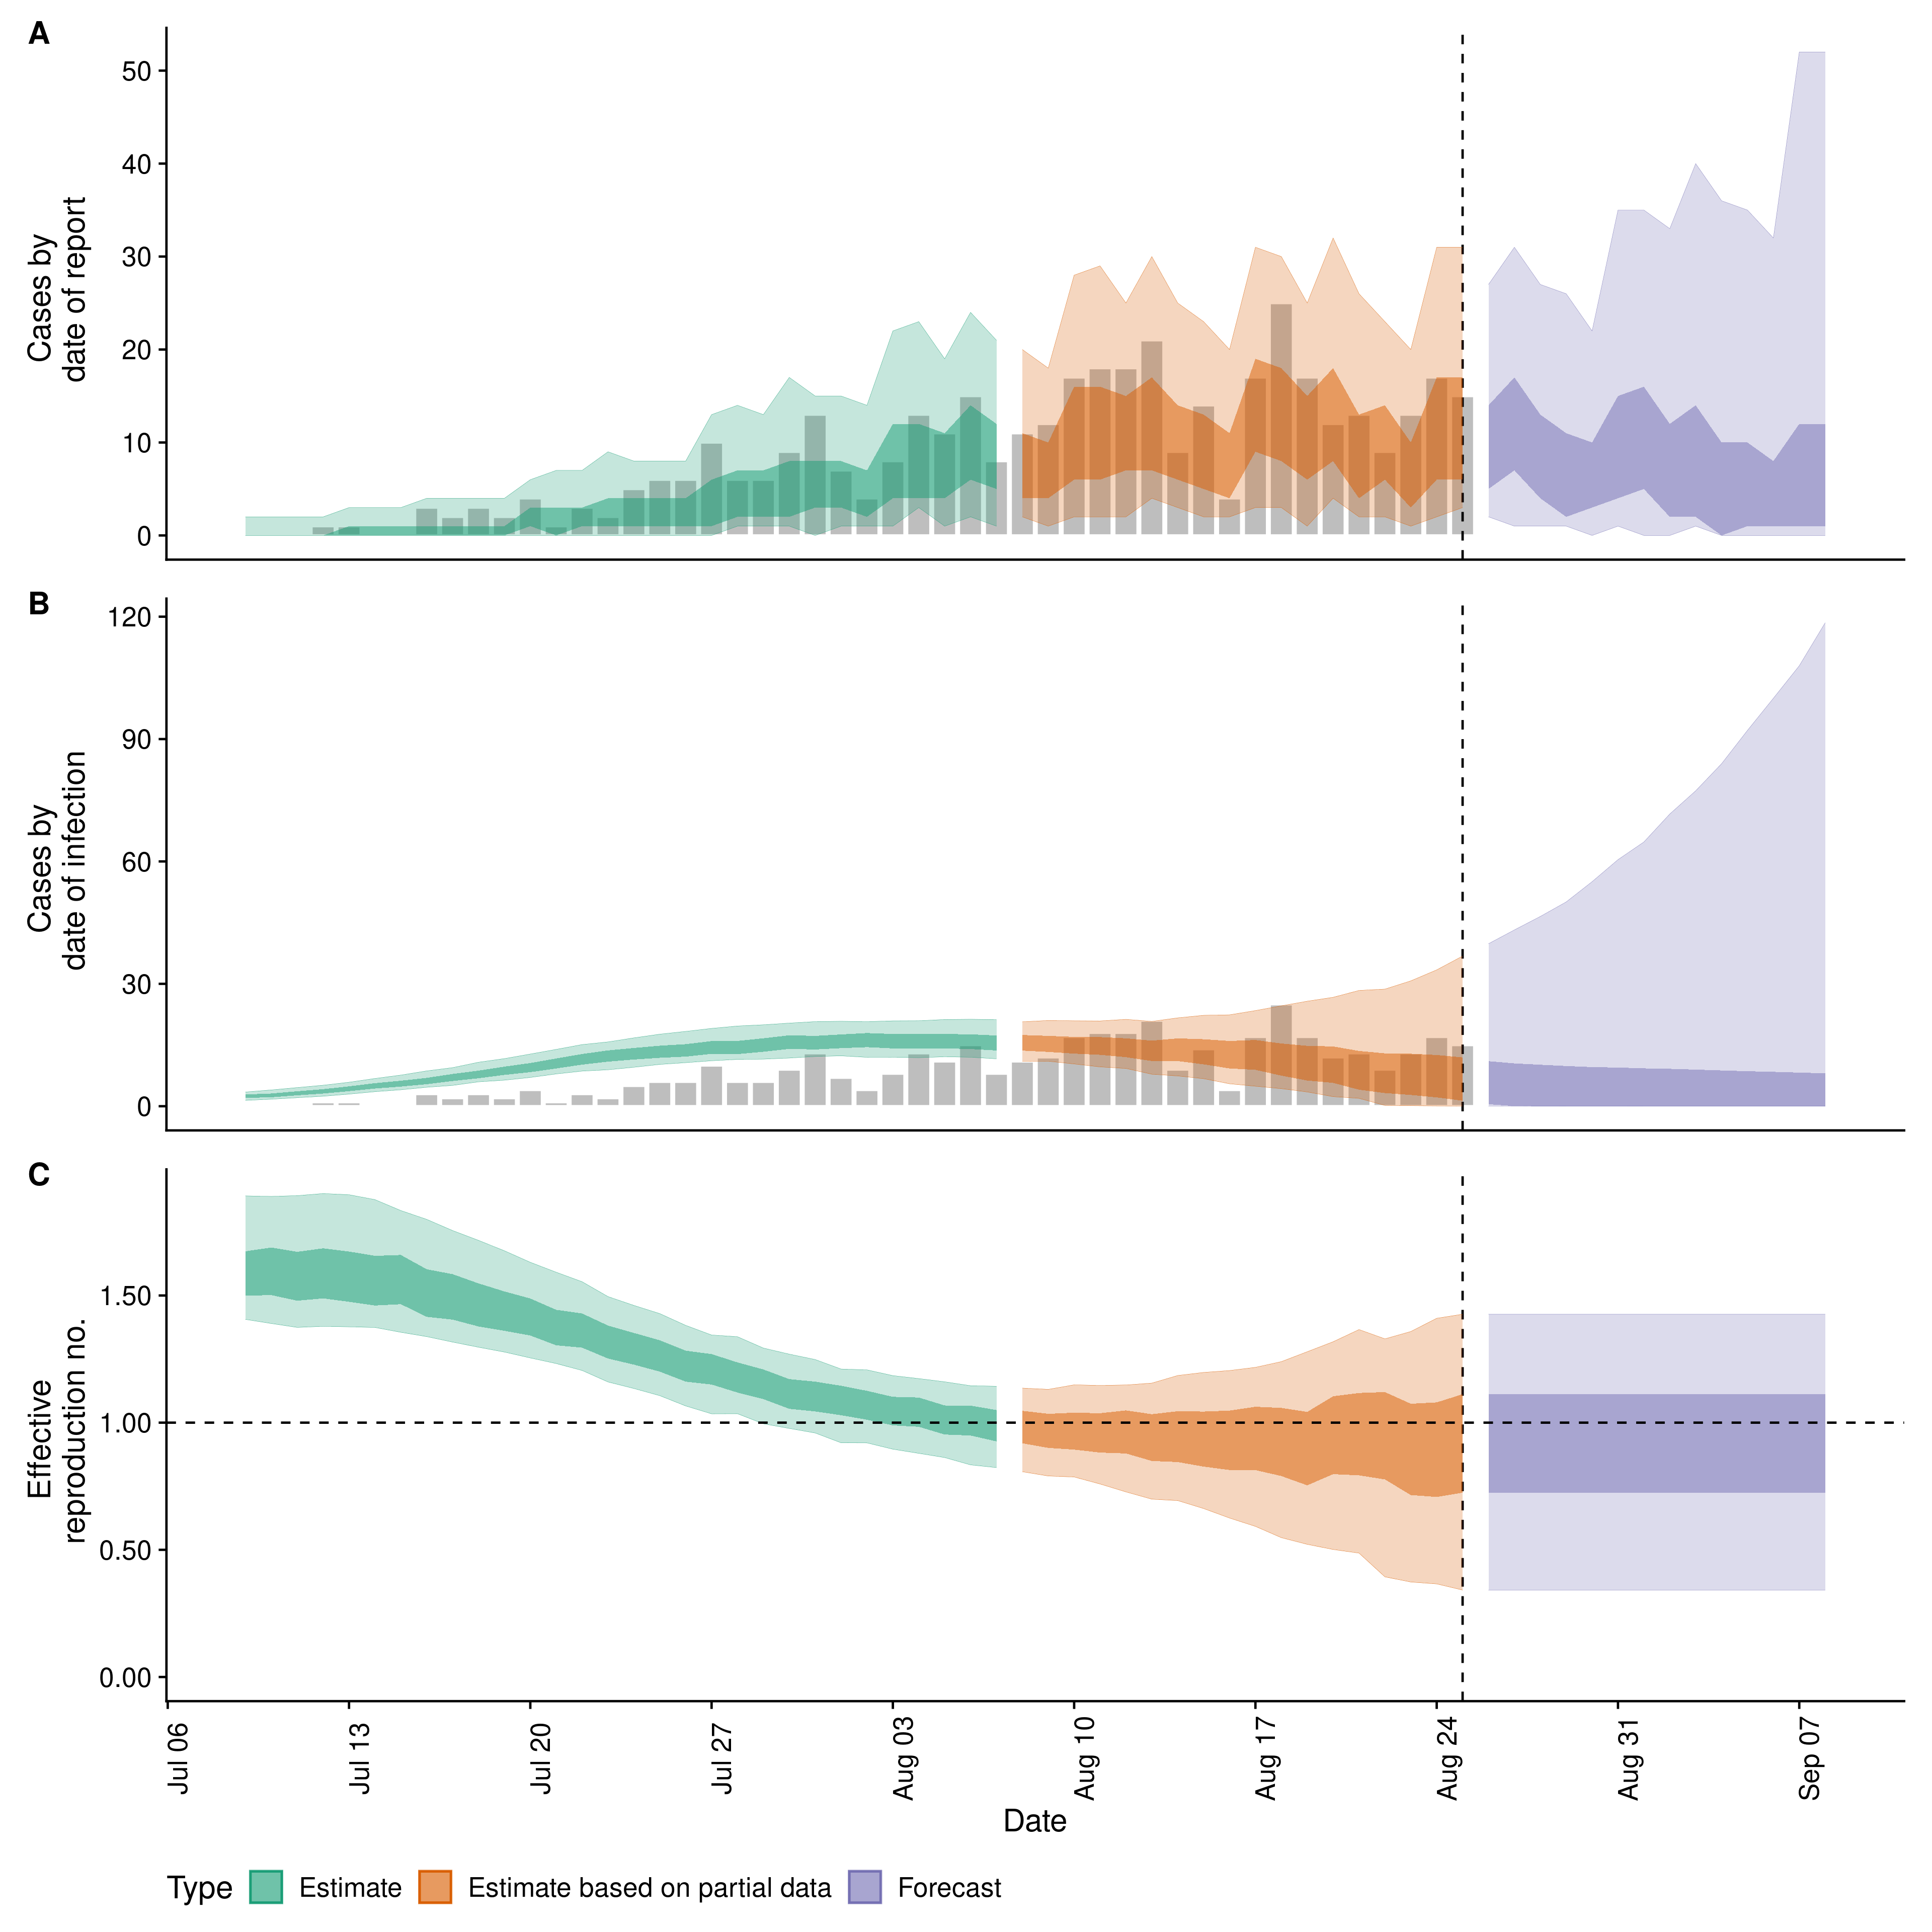 A
50
40
30
20
10
0
Cases by
date of report
B
120
90
60
30
0
Cases by
date of infection
C
1.50
1.00
0.50
0.00
Effective
reproduction no.
Jul 06
Jul 13
Jul 20
Jul 27
Aug 03
Aug 10
Aug 17
Aug 24
Aug 31
Sep 07
Date
Type Estimate Estimate based on partial data Forecast